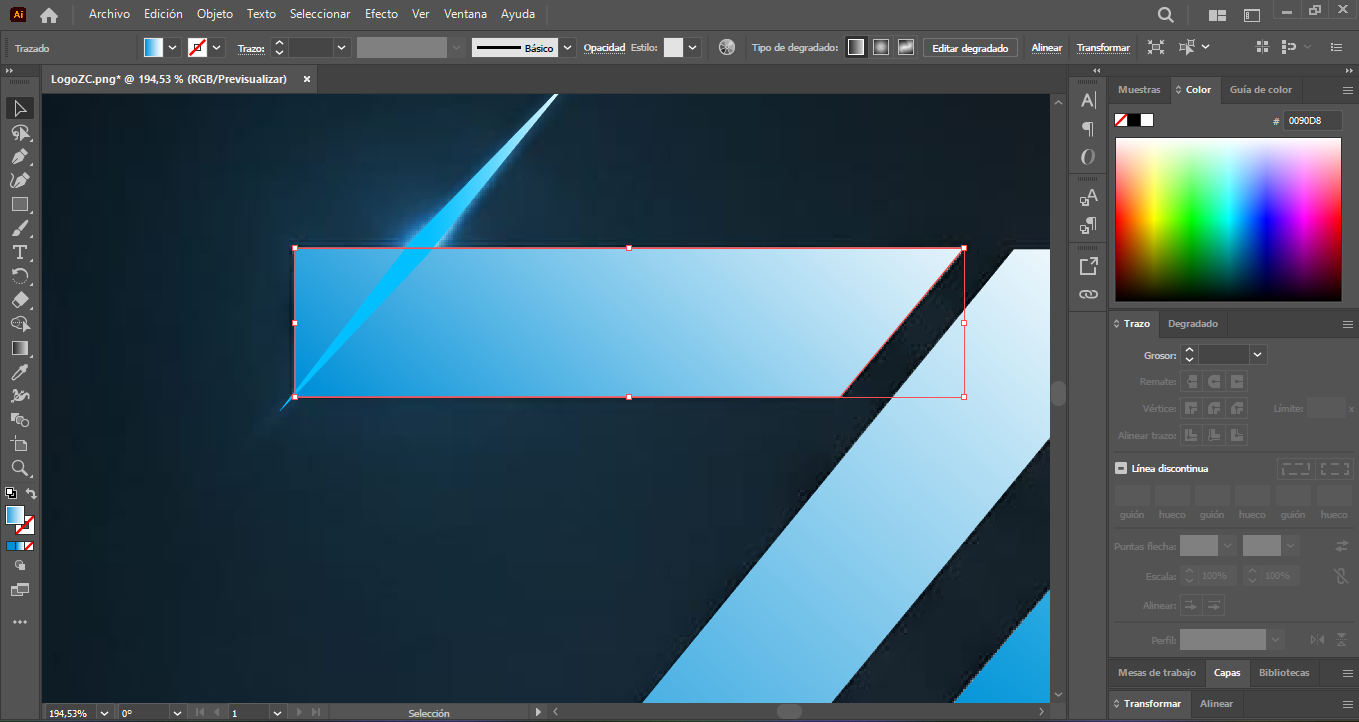 Ai
Archivo Edición Objeto Texto Seleccionar Efecto Ver Ventana Ayuda
Trazado
Trazo:
Básico
Opacidad Estilo:
Tipo de degradado:
Editar degradado
Alinear
Transformar
LogoZC.png* @ 194,53 % (RGB/Previsualizar) ×
Muestras Color Guía de color
# 0090D8
Trazo Degradado
Grosor:
Remate:
Vértice: Límite: x
Alinear trazo:
Línea discontinua
guión hueco guión hueco guión hueco
Puntas flecha:
Escala: 100% 100%
Alinear:
Perfil:
Mesas de trabajo Capas Bibliotecas
Transformar Alinear
194,53% 0° 1 Selección